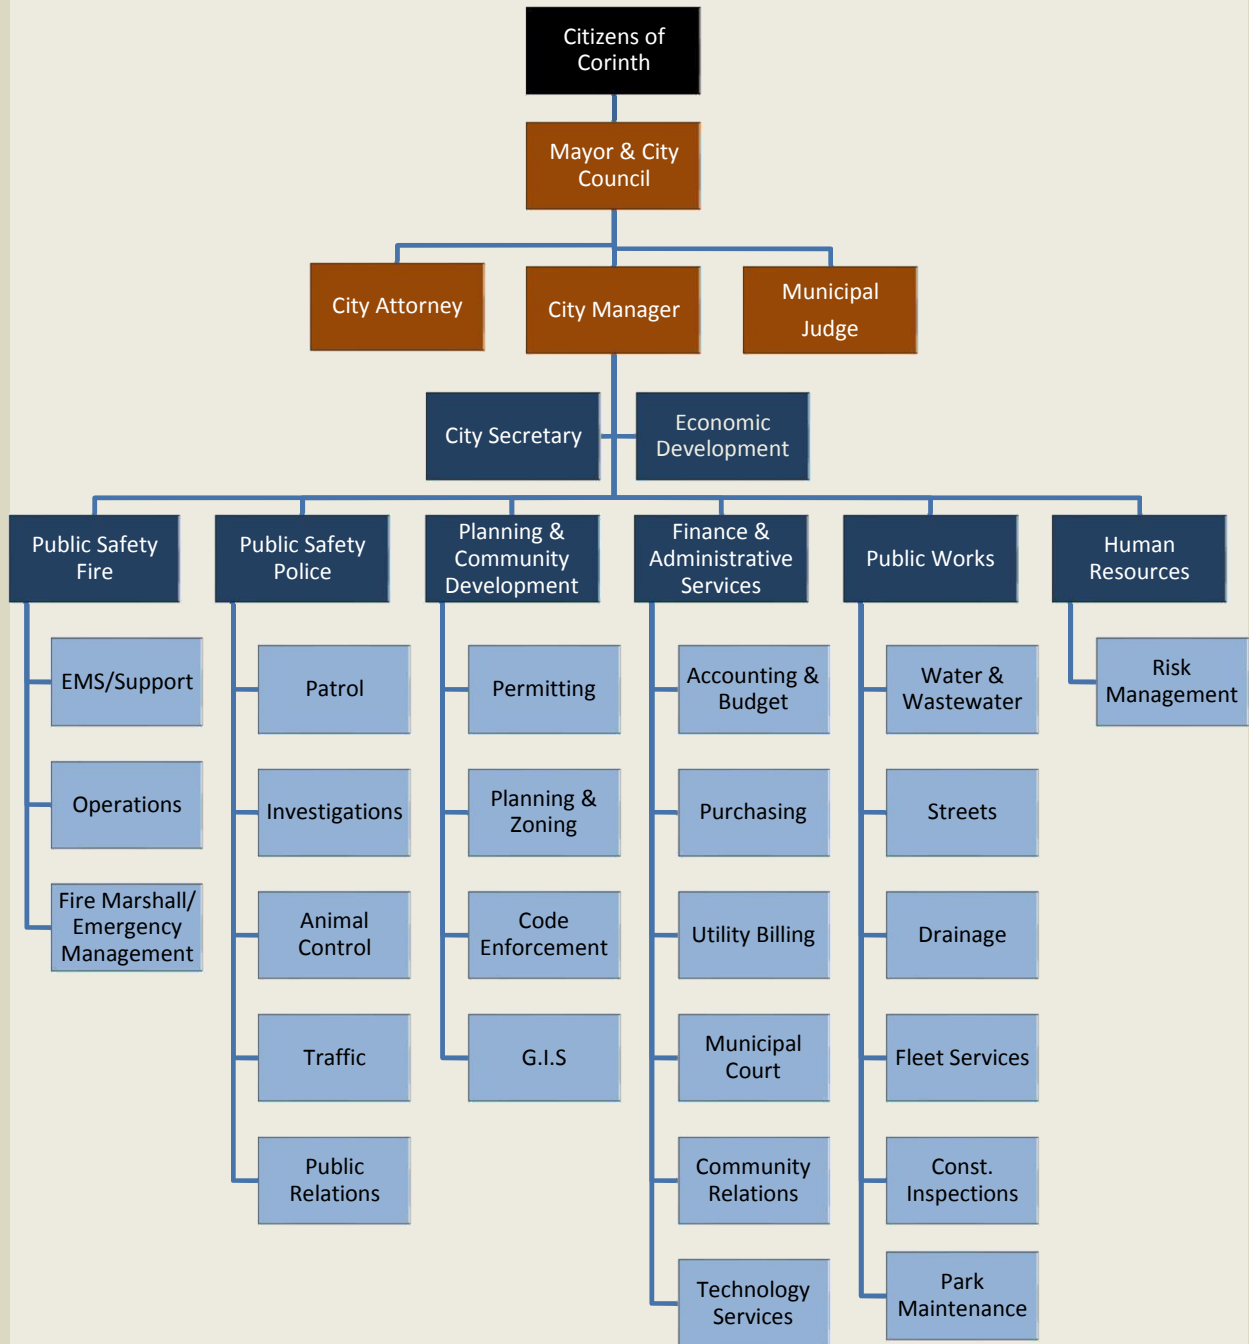 Citizens of
Corinth
Mayor & City
Council
City Attorney
City Manager
Municipal
Judge
City Secretary
Economic
Development
Public Safety
Fire
Public Safety
Police
Planning &
Community
Development
Finance &
Administrative
Services
Public Works
Human
Resources
EMS/Support
Operations
Fire Marshall/
Emergency
Management
Patrol
Investigations
Animal
Control
Traffic
Public
Relations
Permitting
Planning &
Zoning
Code
Enforcement
G.I.S
Accounting &
Budget
Purchasing
Utility Billing
Municipal
Court
Community
Relations
Technology
Services
Water &
Wastewater
Streets
Drainage
Fleet Services
Const.
Inspections
Park
Maintenance
Risk
Management